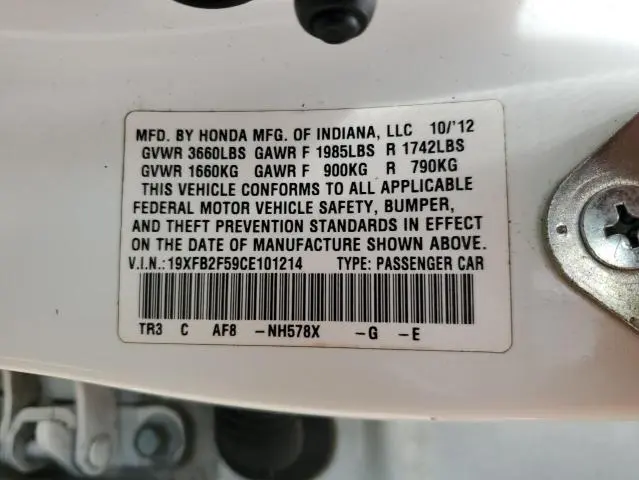 MFD. BY HONDA MFG. OF INDIANA, LLC 10/'12
GVWR 3660LBS GAWR F 1985LBS R 1742LBS
GVWR 1660KG GAWR F 900KG R 790KG
THIS VEHICLE CONFORMS TO ALL APPLICABLE
FEDERAL MOTOR VEHICLE SAFETY, BUMPER,
AND THEFT PREVENTION STANDARDS IN EFFECT
ON THE DATE OF MANUFACTURE SHOWN ABOVE.
V.I.N.:19XFB2F59CE101214 TYPE: PASSENGER CAR
TR3 C AF8 -NH578X -G -E